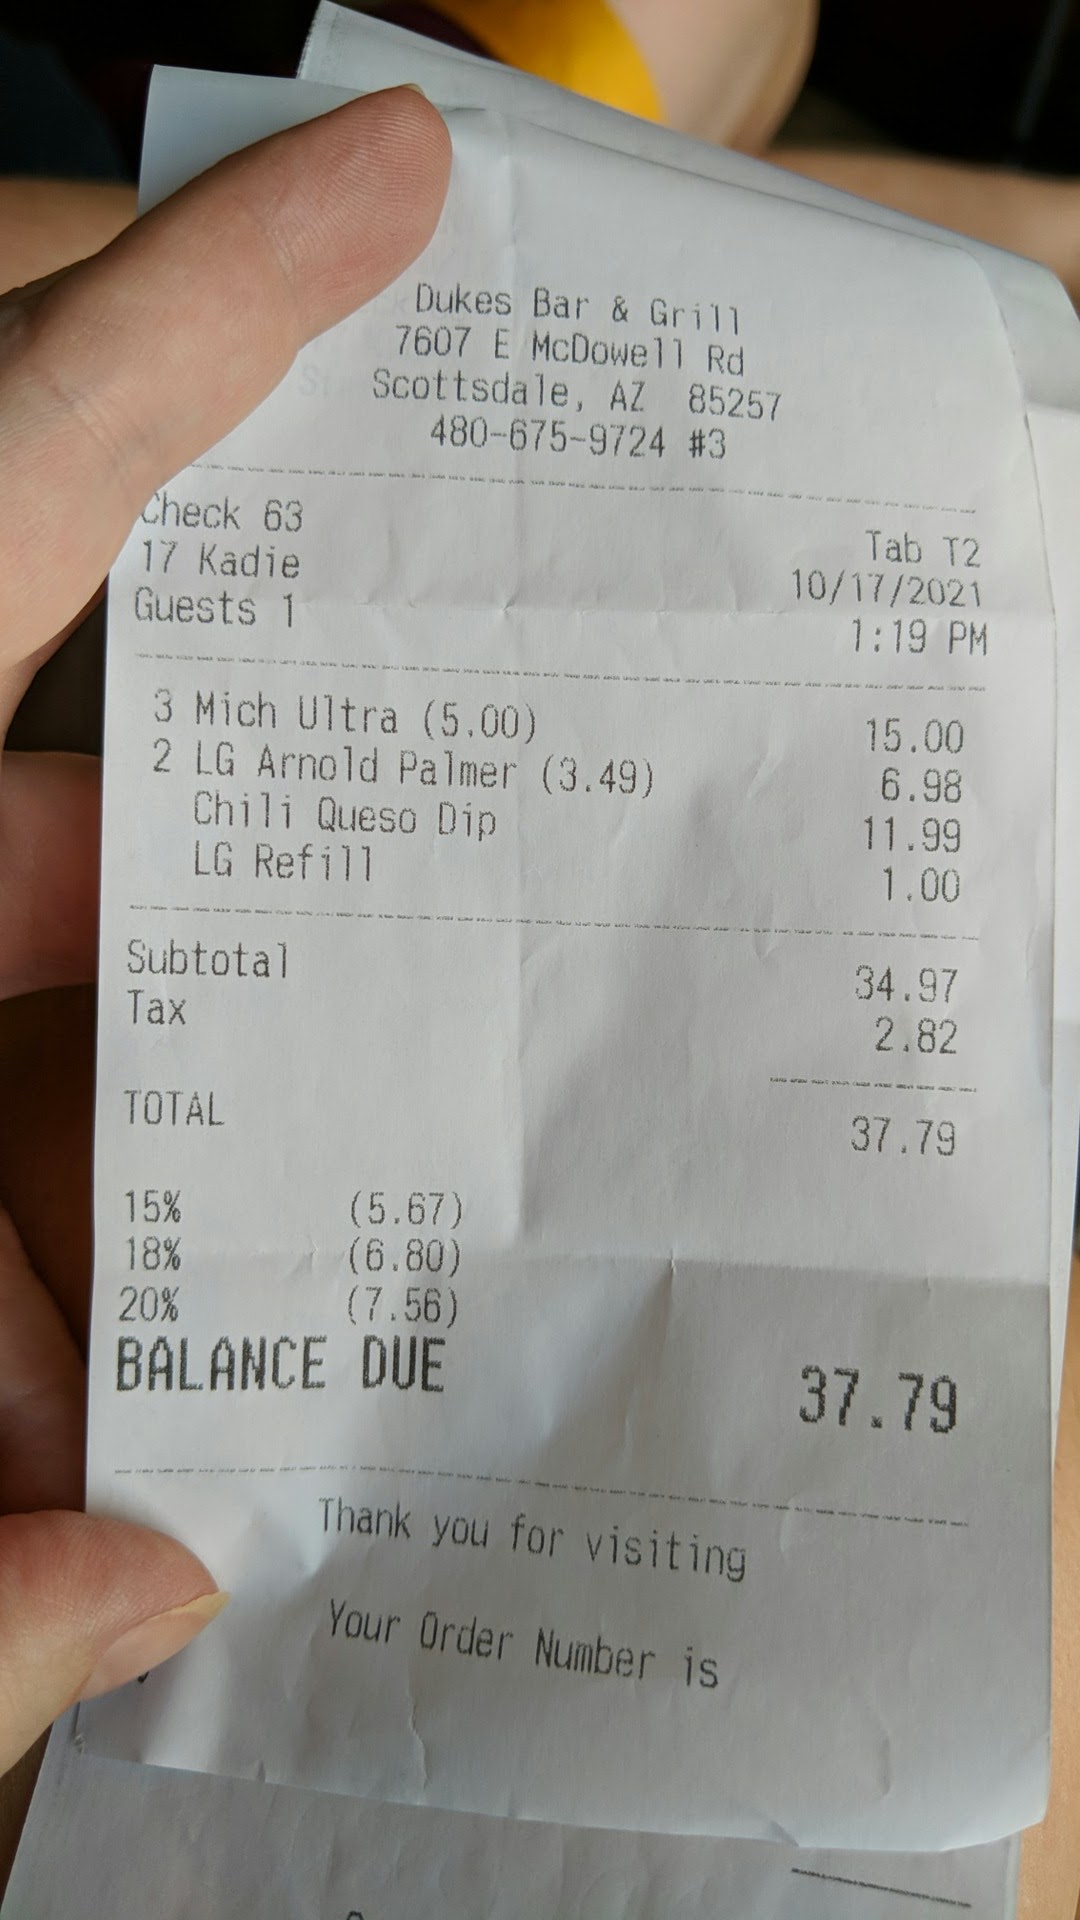 Dukes Bar & Grill
7607 E McDowell Rd
Scottsdale, AZ 85257
480-675-9724 #3
Check 63
Tab T2
17 Kadie
10/17/2021
Guests 1
1:19 PM
3 Mich Ultra (5.00) 15.00
2 LG Arnold Palmer (3.49) 6.98
Chili Queso Dip 11.99
LG Refill 1.00
Subtotal 34.97
Tax 2.82
TOTAL 37.79
15% (5.67)
18% (6.80)
20% (7.56)
BALANCE DUE 37.79
Thank you for visiting
Your Order Number is